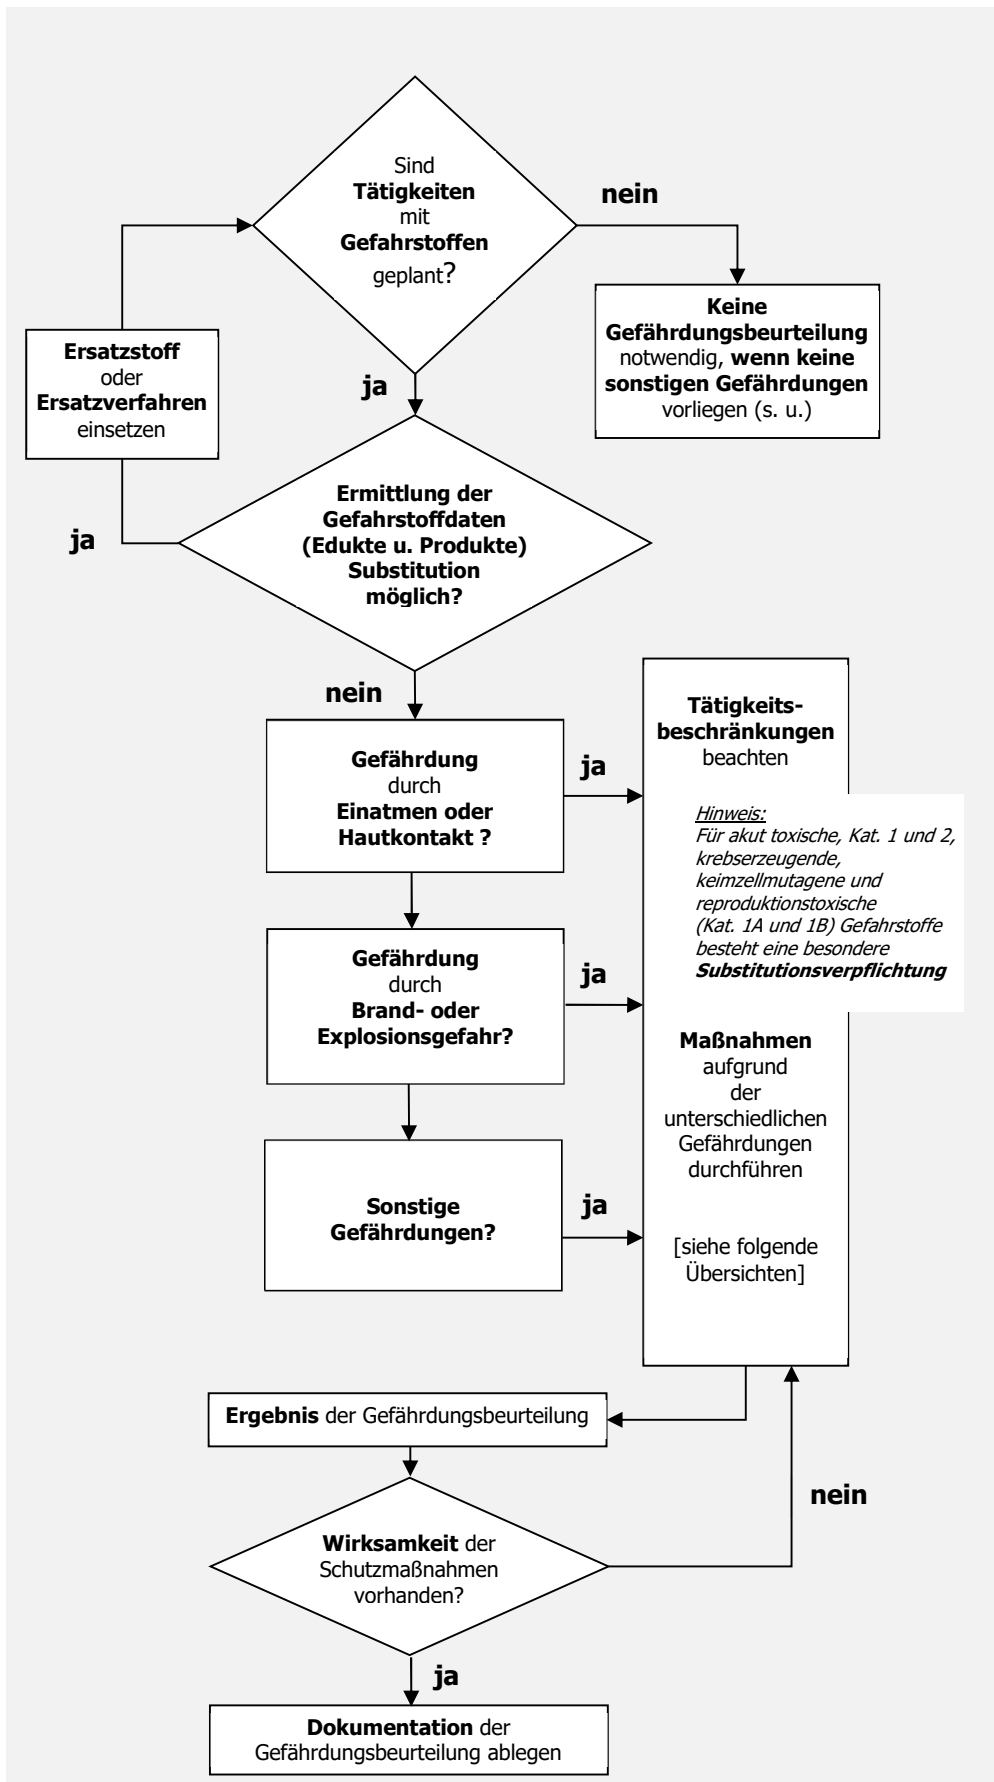 Sind
Tätigkeiten
mit
Gefahrstoffen
geplant?
nein
Keine
Gefährdungsbeurteilung
notwendig, wenn keine
sonstigen Gefährdungen
vorliegen (s. u.)
Ersatzstoff
oder
Ersatzverfahren
einsetzen
ja
Ermittlung der
Gefahrstoffdaten
(Edukte u. Produkte)
Substitution
möglich?
ja
nein
Gefährdung
durch
Einatmen oder
Hautkontakt ?
ja
Tätigkeits-
beschränkungen
beachten
Hinweis:
Für akut toxische, Kat. 1 und 2,
krebserzeugende,
keimzellmutagene und
reproduktionstoxische
(Kat. 1A und 1B) Gefahrstoffe
besteht eine besondere
Substitutionsverpflichtung
Gefährdung
durch
Brand- oder
Explosionsgefahr?
ja
Maßnahmen
aufgrund
der
unterschiedlichen
Gefährdungen
durchführen
Sonstige
Gefährdungen?
ja
[siehe folgende
Übersichten]
Ergebnis der Gefährdungsbeurteilung
nein
Wirksamkeit der
Schutzmaßnahmen
vorhanden?
ja
Dokumentation der
Gefährdungsbeurteilung ablegen